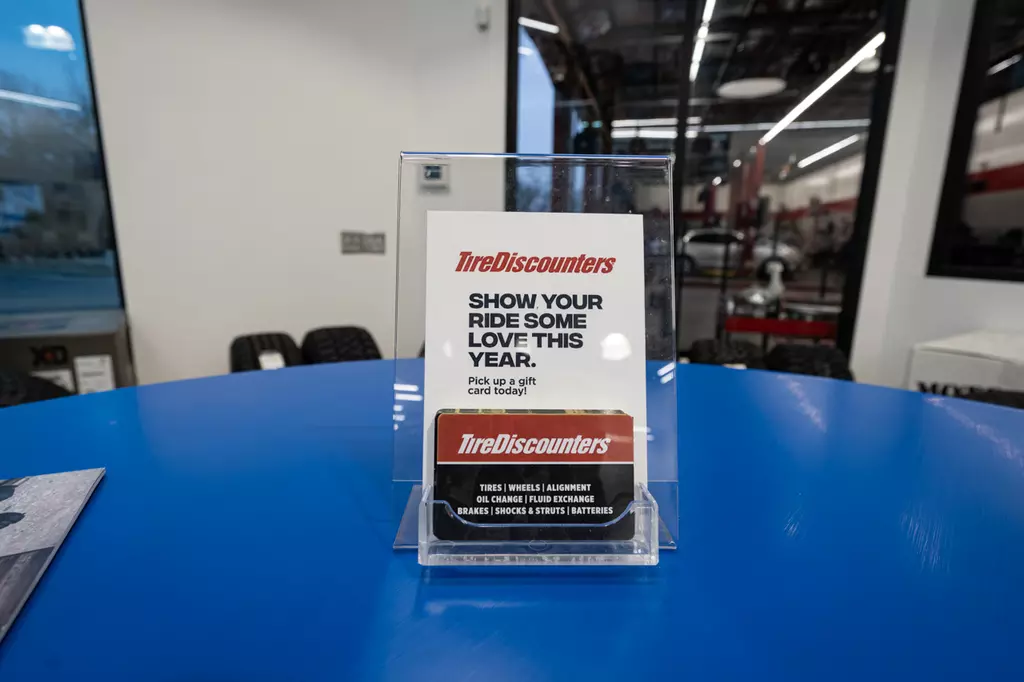 TireDiscounters
SHOW YOUR
RIDE SOME
LOVE THIS
YEAR.
Pick up a gift
card today!
TireDiscounters
TIRES | WHEELS | ALIGNMENT
OIL CHANGE | FLUID EXCHANGE
BRAKES | SHOCKS & STRUTS | BATTERIES